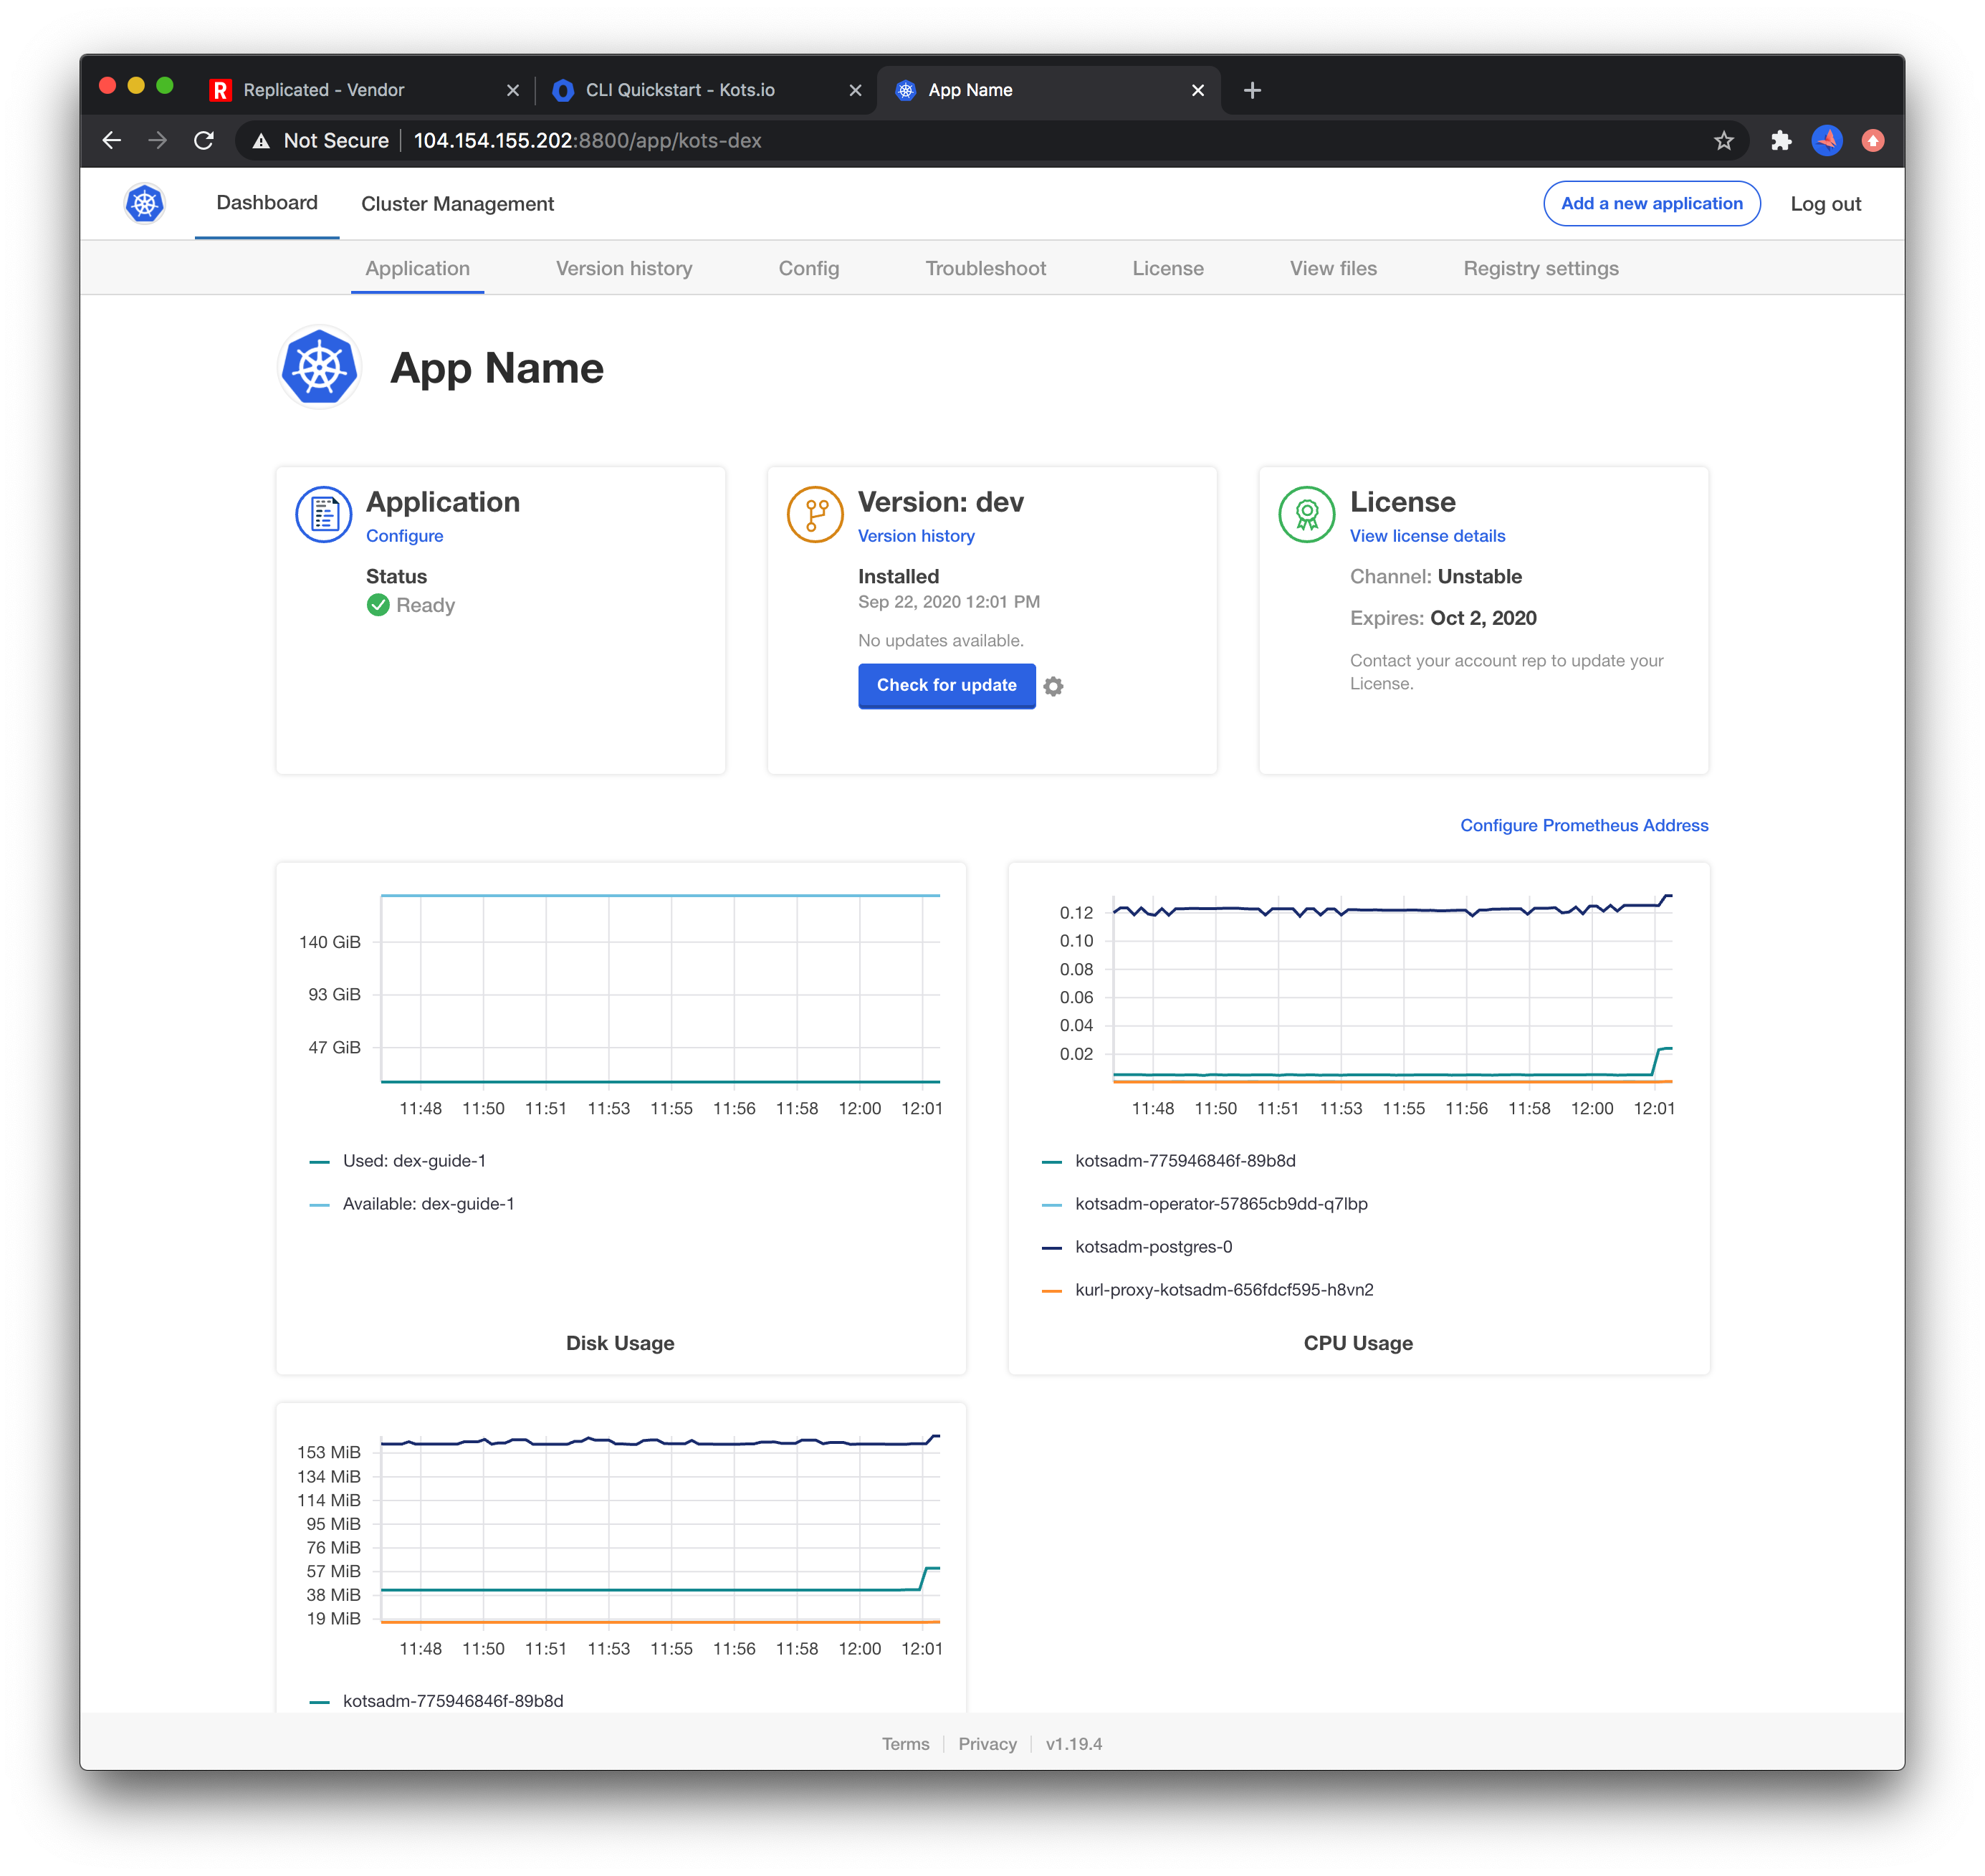 Replicated - Vendor
CLI Quickstart - Kots.io
App Name
Not Secure 104.154.155.202:8800/app/kots-dex
Dashboard
Cluster Management
Add a new application
Log out
Application
Version history
Config
Troubleshoot
License
View files
Registry settings
App Name
Application
Configure
Status
Ready
Version: dev
Version history
Installed
Sep 22, 2020 12:01 PM
No updates available.
Check for update
License
View license details
Channel: Unstable
Expires: Oct 2, 2020
Contact your account rep to update your
License.
Configure Prometheus Address
140 GiB
93 GiB
47 GiB
11:48 11:50 11:51 11:53 11:55 11:56 11:58 12:00 12:01
Used: dex-guide-1
Available: dex-guide-1
Disk Usage
0.12
0.10
0.08
0.06
0.04
0.02
11:48 11:50 11:51 11:53 11:55 11:56 11:58 12:00 12:01
kotsadm-775946846f-89b8d
kotsadm-operator-57865cb9dd-q7lbp
kotsadm-postgres-0
kurl-proxy-kotsadm-656fdcf595-h8vn2
CPU Usage
153 MiB
134 MiB
114 MiB
95 MiB
76 MiB
57 MiB
38 MiB
19 MiB
11:48 11:50 11:51 11:53 11:55 11:56 11:58 12:00 12:01
kotsadm-775946846f-89b8d
Terms
Privacy
v1.19.4